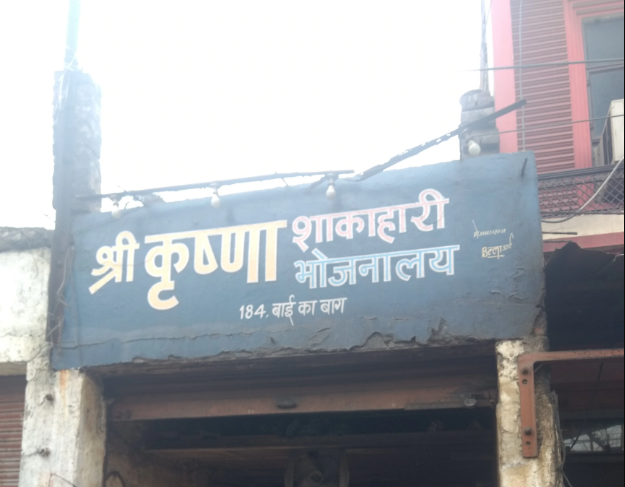 श्री कृष्णा शाकाहारी
भोजनालय
184, बाई का बाग